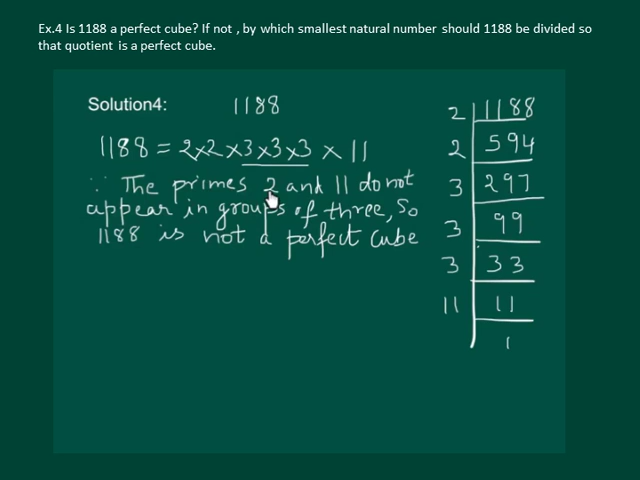 Ex.4 Is 1188 a perfect cube? If not , by which smallest natural number should 1188 be divided so
that quotient is a perfect cube.
Solution4: 1188
1188 = 2×2×3×3×3 × 11
∵ The primes 2 and 11 do not
appear in groups of three, So
1188 is not a perfect cube
2 1188
2 594
3 297
3 99
3 33
11 11
1